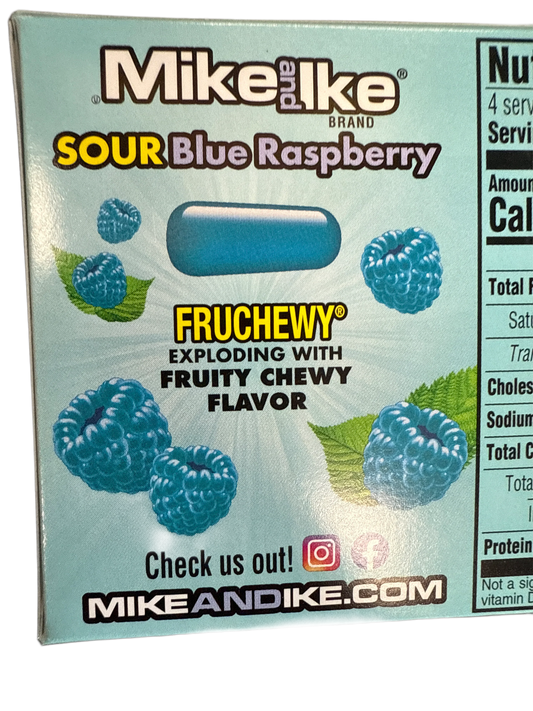 Mike and Ike®
®
BRAND
SOUR Blue Raspberry
FRUCHEWY®
EXPLODING WITH
FRUITY CHEWY
FLAVOR
Check us out!
MIKEANDIKE.COM
Nu
4 serv
Servi
Amoun
Cal
Total F
Satu
Tra
Choles
Sodium
Total C
Tota
I
Protein
Not a sig
vitamin D